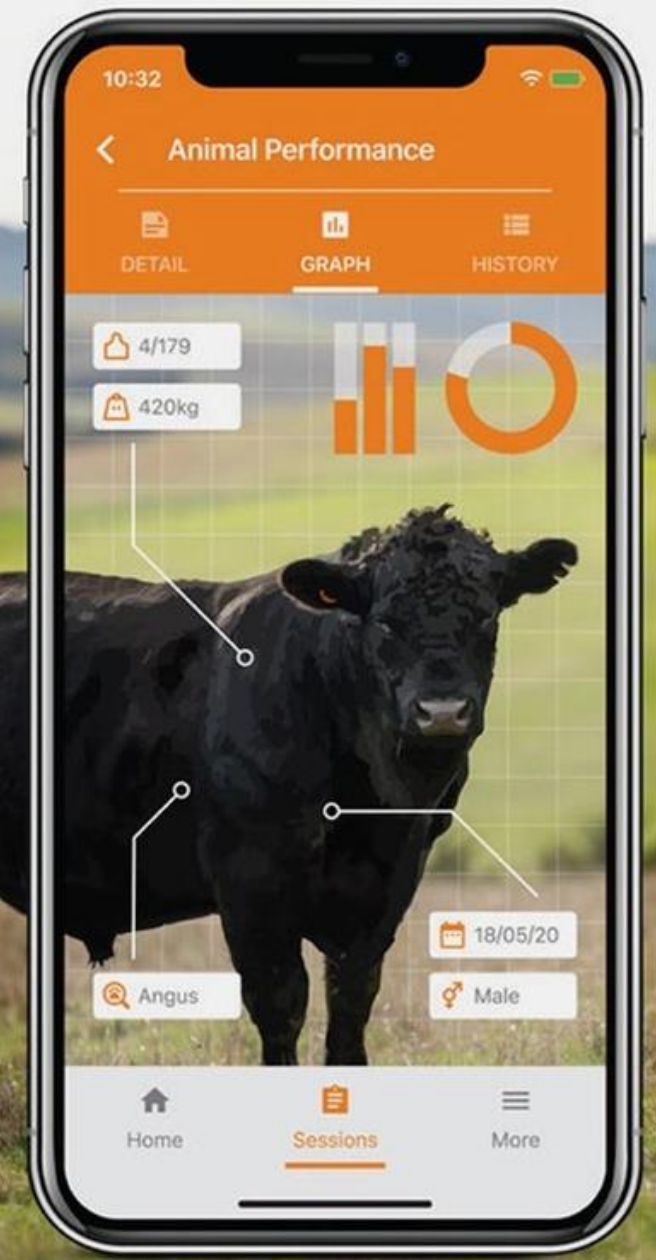 10:32
Animal Performance
DETAIL
GRAPH
HISTORY
4/179
420kg
Angus
18/05/20
Male
Home
Sessions
More